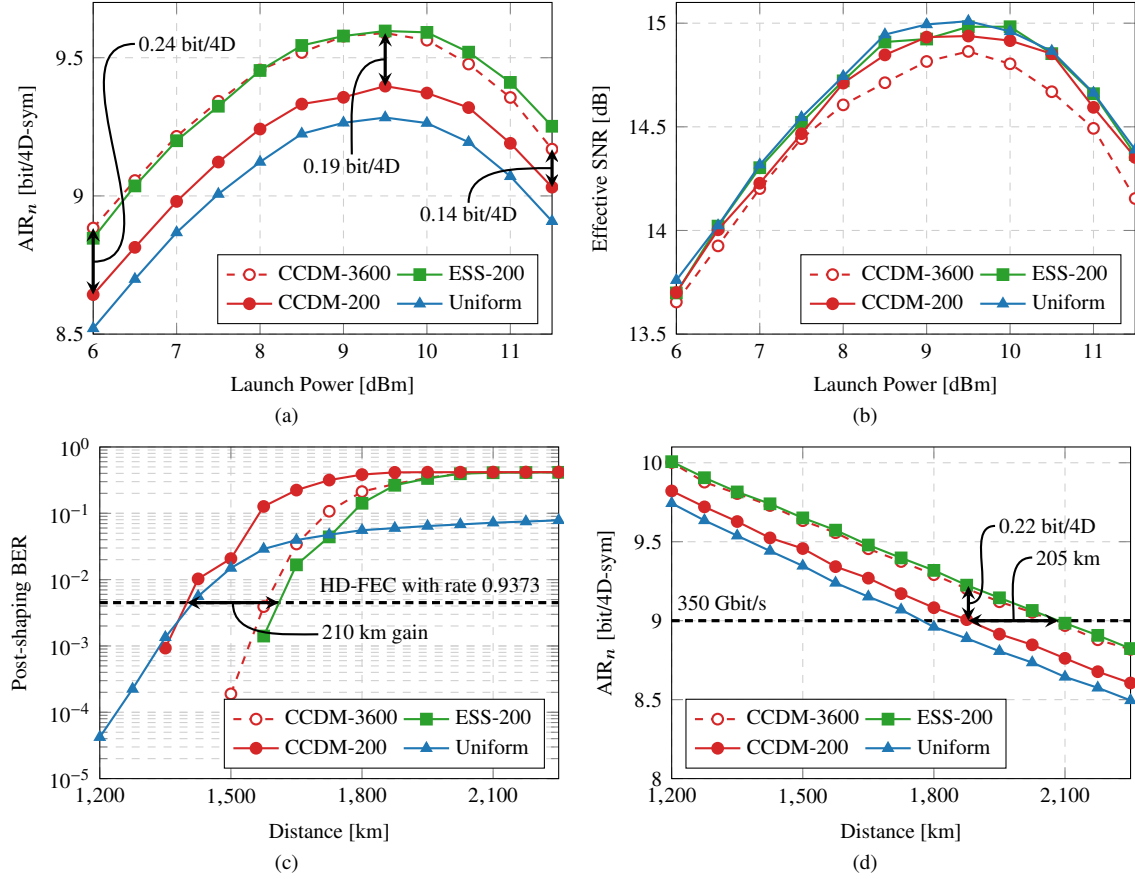 9.5
9
8.5
AIRₙ [bit/4D-sym]
0.24 bit/4D
0.19 bit/4D
0.14 bit/4D
CCDM-3600
ESS-200
CCDM-200
Uniform
6 7 8 9 10 11
Launch Power [dBm]
(a)
15
14.5
14
13.5
Effective SNR [dB]
CCDM-3600
ESS-200
CCDM-200
Uniform
6 7 8 9 10 11
Launch Power [dBm]
(b)
10⁰
10⁻¹
10⁻²
10⁻³
10⁻⁴
10⁻⁵
Post-shaping BER
HD-FEC with rate 0.9373
210 km gain
CCDM-3600
ESS-200
CCDM-200
Uniform
1,200 1,500 1,800 2,100
Distance [km]
(c)
10
9.5
9
8.5
8
AIRₙ [bit/4D-sym]
0.22 bit/4D
205 km
350 Gbit/s
CCDM-3600
ESS-200
CCDM-200
Uniform
1,200 1,500 1,800 2,100
Distance [km]
(d)